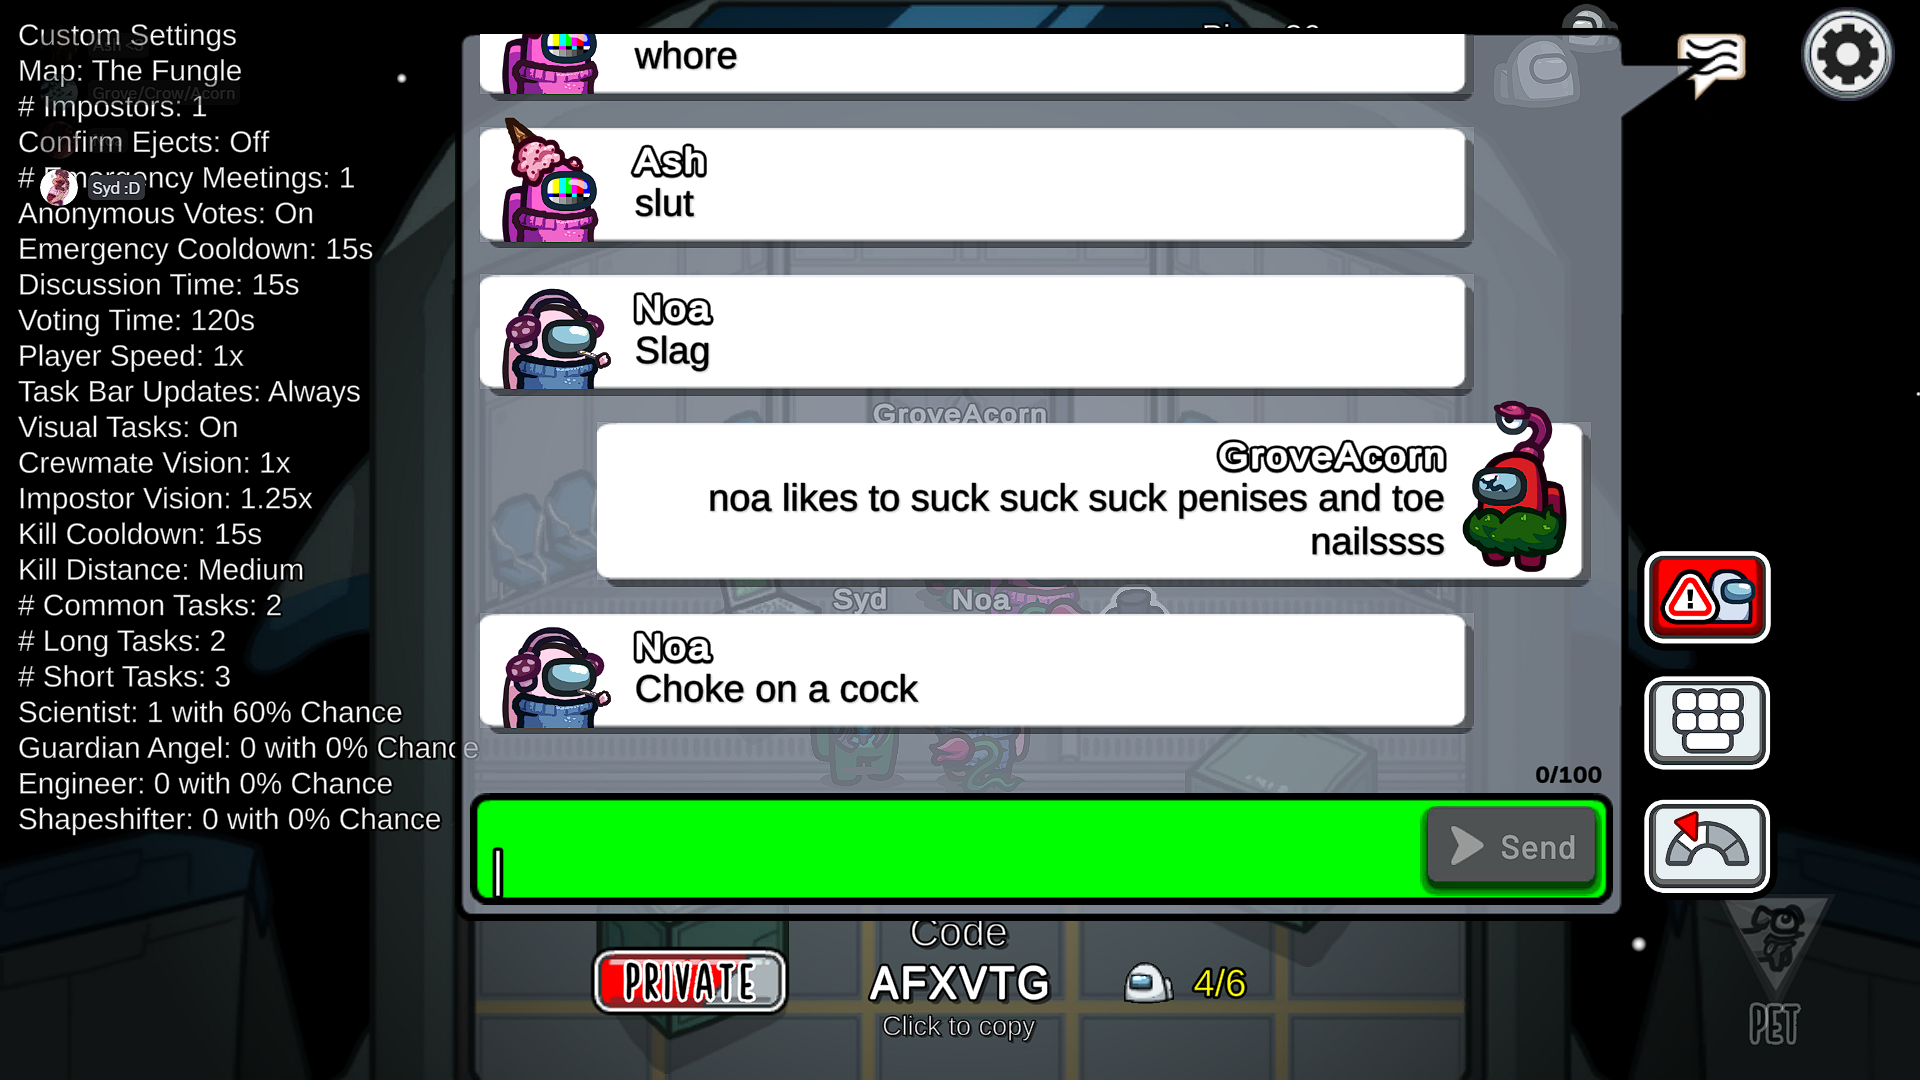 Custom Settings
Map: The Fungle
# Impostors: 1
Confirm Ejects: Off
# Emergency Meetings: 1
Anonymous Votes: On
Emergency Cooldown: 15s
Discussion Time: 15s
Voting Time: 120s
Player Speed: 1x
Task Bar Updates: Always
Visual Tasks: On
Crewmate Vision: 1x
Impostor Vision: 1.25x
Kill Cooldown: 15s
Kill Distance: Medium
# Common Tasks: 2
# Long Tasks: 2
# Short Tasks: 3
Scientist: 1 with 60% Chance
Guardian Angel: 0 with 0% Chance
Engineer: 0 with 0% Chance
Shapeshifter: 0 with 0% Chance
Ash <3
Grove/Crow/Acorn
Syd :D
whore
Ash
slut
Noa
Slag
GroveAcorn
GroveAcorn
noa likes to suck suck suck penises and toe
nailssss
Syd
Noa
Noa
Choke on a cock
0/100
Send
Code
PRIVATE
AFXVTG
4/6
Click to copy
PET